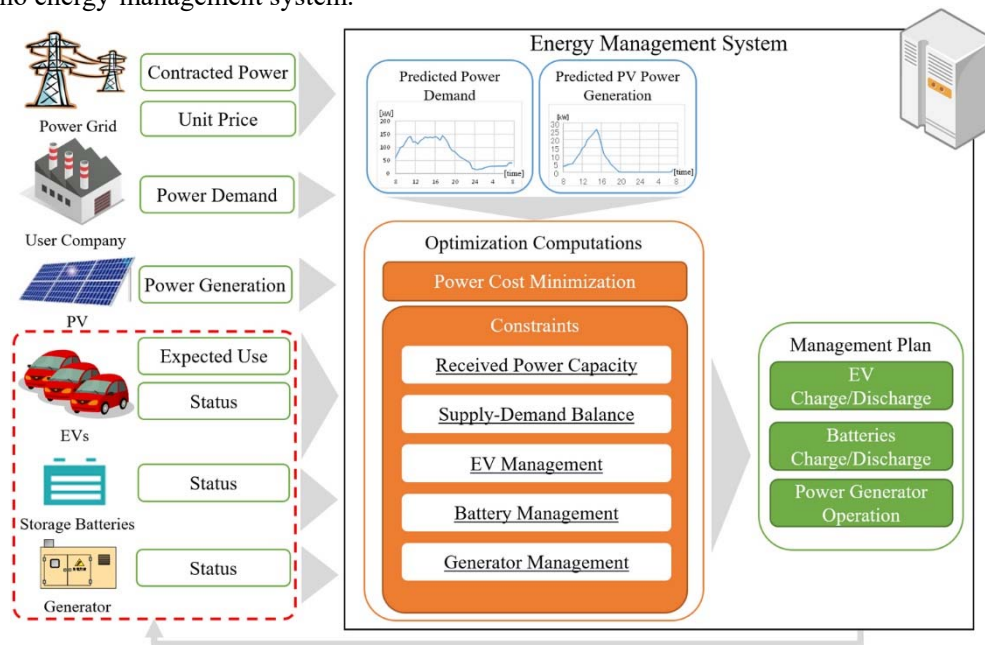 no energy management system.
Energy Management System
Contracted Power
Unit Price
Power Grid
Power Demand
User Company
Power Generation
PV
Expected Use
Status
EVs
Status
Storage Batteries
Status
Generator
Predicted Power
Demand
[kW]
200
150
100
50
0
8 12 16 20 24 4 8
[time]
Predicted PV Power
Generation
[kW]
30
25
20
15
10
5
0
8 12 16 20 24 4 8
[time]
Optimization Computations
Power Cost Minimization
Constraints
Received Power Capacity
Supply-Demand Balance
EV Management
Battery Management
Generator Management
Management Plan
EV
Charge/Discharge
Batteries
Charge/Discharge
Power Generator
Operation